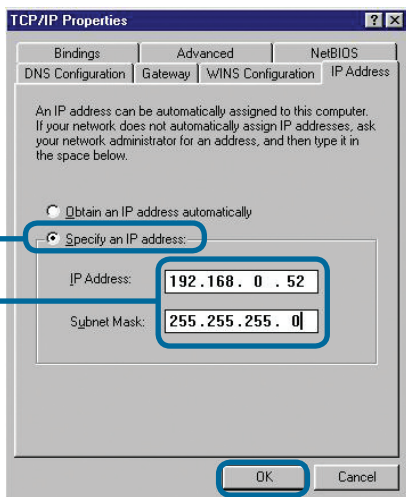 TCP/IP Properties
Bindings Advanced NetBIOS
DNS Configuration Gateway WINS Configuration IP Address
An IP address can be automatically assigned to this computer.
If your network does not automatically assign IP addresses, ask
your network administrator for an address, and then type it in
the space below.
Obtain an IP address automatically
Specify an IP address:
IP Address: 192.168. 0 .52
Subnet Mask: 255.255.255. 0
OK Cancel